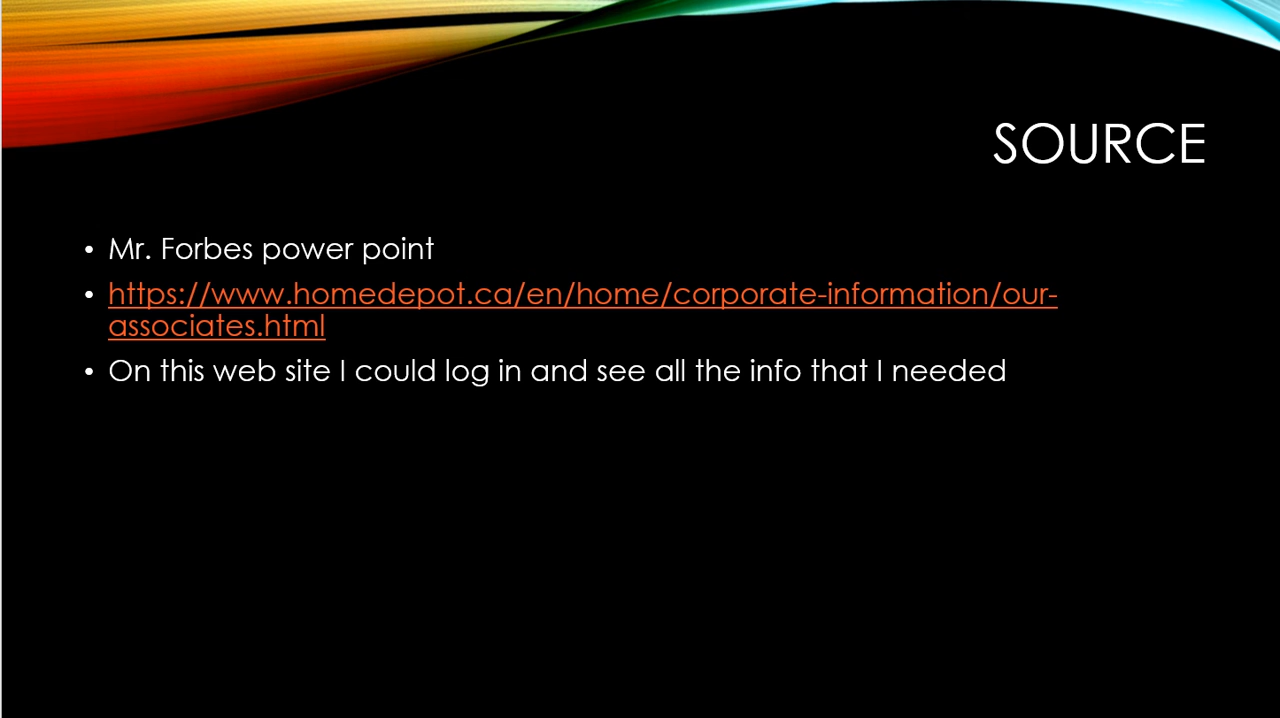 SOURCE
• Mr. Forbes power point
• https://www.homedepot.ca/en/home/corporate-information/our-
associates.html
• On this web site I could log in and see all the info that I needed